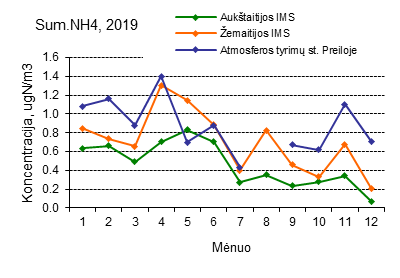 Sum.NH4, 2019
Aukštaitijos IMS
Žemaitijos IMS
Atmosferos tyrimų st. Preiloje
Koncentracija, ugN/m3
1.6
1.4
1.2
1.0
0.8
0.6
0.4
0.2
0.0
1 2 3 4 5 6 7 8 9 10 11 12
Mėnuo